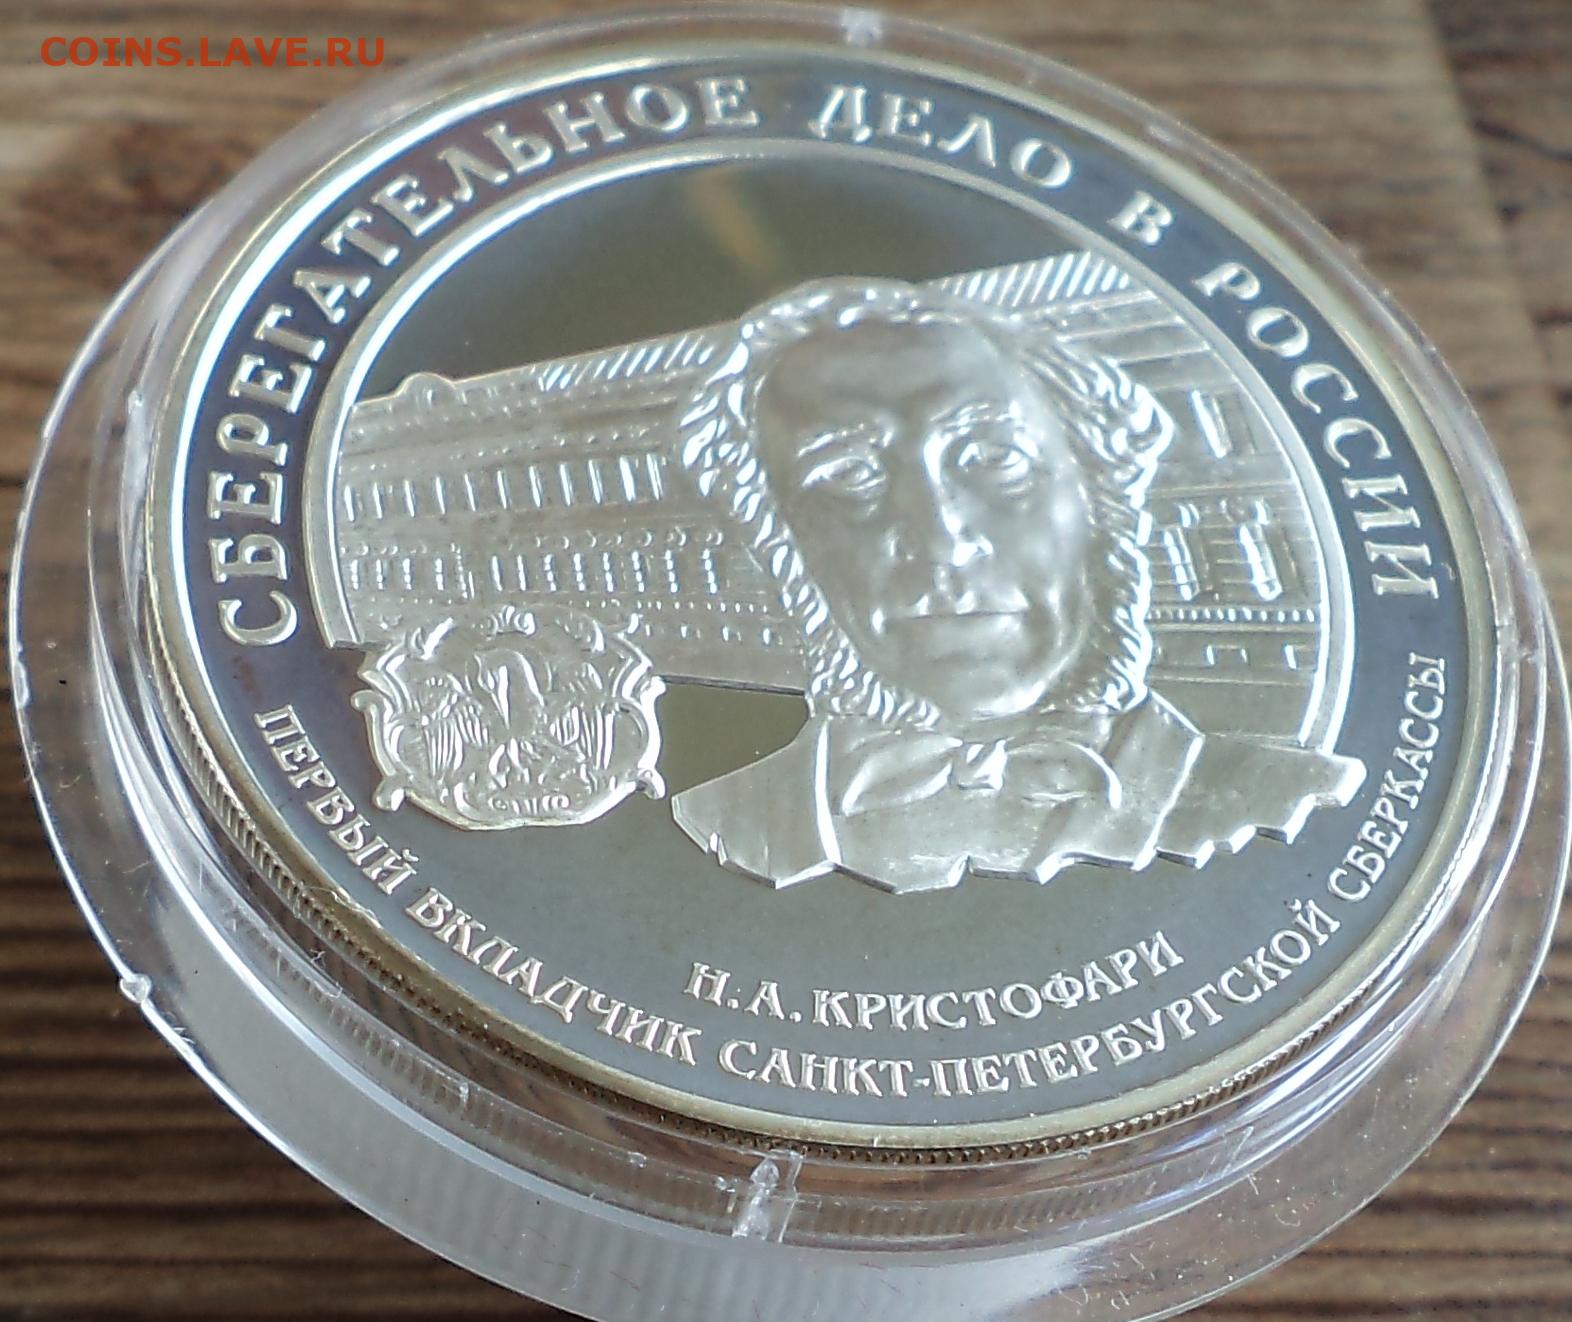 COINS.LAVE.RU
СБЕРЕГАТЕЛЬНОЕ ДЕЛО В РОССИИ
Н.А. КРИСТОФАРИ
ПЕРВЫЙ ВКЛАДЧИК САНКТ-ПЕТЕРБУРГСКОЙ СБЕРКАССЫ